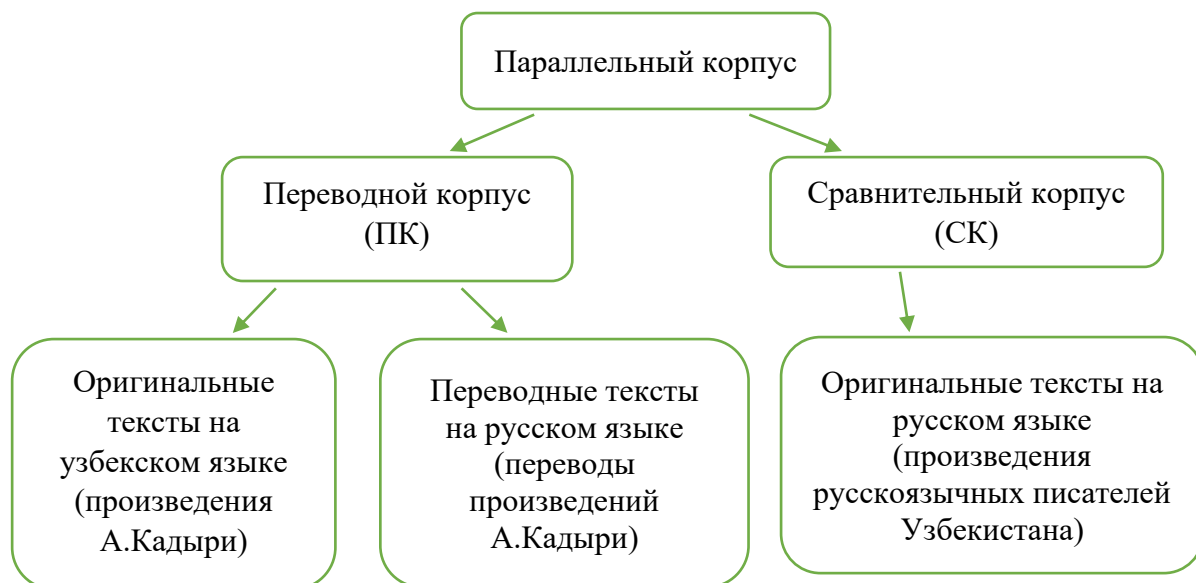 Параллельный корпус
Переводной корпус
(ПК)
Сравнительный корпус
(СК)
Оригинальные
тексты на
узбекском языке
(произведения
А.Кадыри)
Переводные тексты
на русском языке
(переводы
произведений
А.Кадыри)
Оригинальные тексты на
русском языке
(произведения
русскоязычных писателей
Узбекистана)